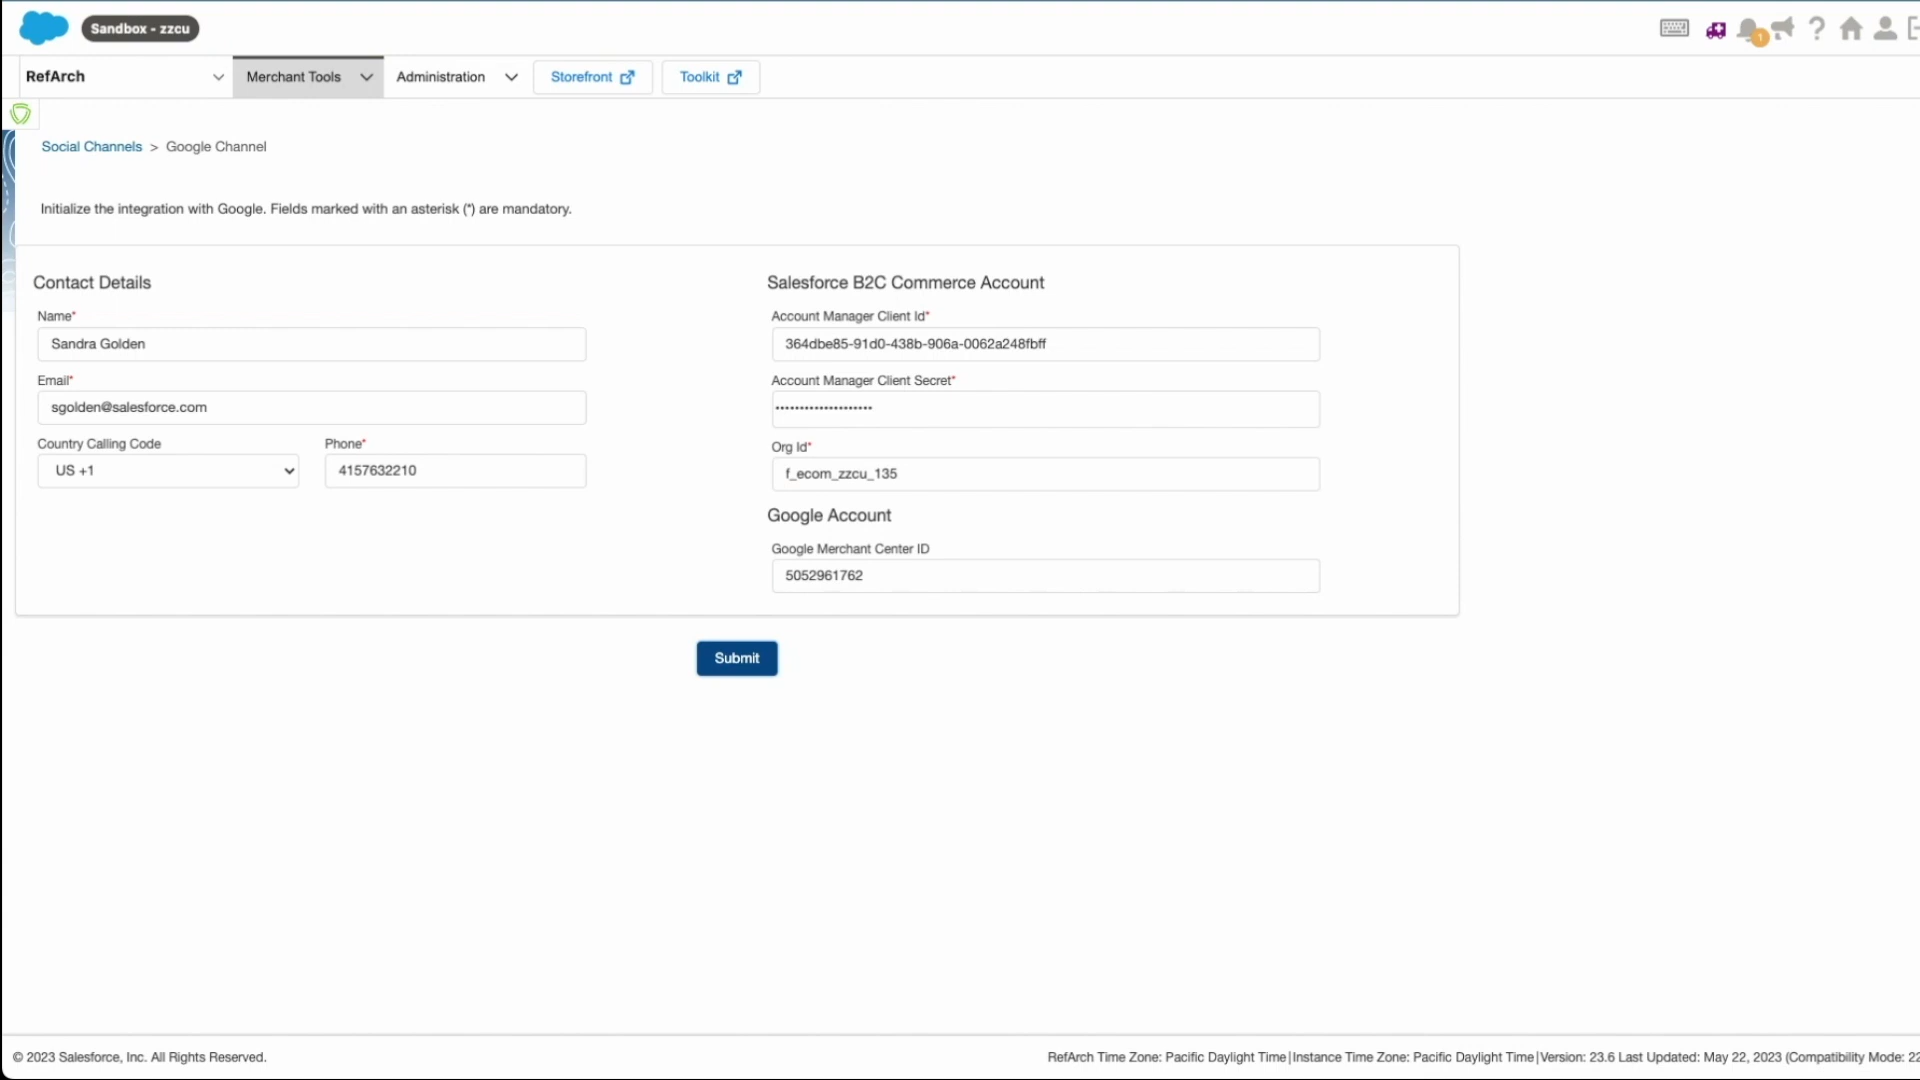 Sandbox - zzcu
1
RefArch
Merchant Tools
Administration
Storefront
Toolkit
Social Channels > Google Channel
Initialize the integration with Google. Fields marked with an asterisk (*) are mandatory.
Contact Details
Name*
Sandra Golden
Email*
sgolden@salesforce.com
Country Calling Code
Phone*
US +1
4157632210
Salesforce B2C Commerce Account
Account Manager Client Id*
364dbe85-91d0-438b-906a-0062a248fbff
Account Manager Client Secret*
••••••••••••••••••••
Org Id*
f_ecom_zzcu_135
Google Account
Google Merchant Center ID
5052961762
Submit
© 2023 Salesforce, Inc. All Rights Reserved.
RefArch Time Zone: Pacific Daylight Time|Instance Time Zone: Pacific Daylight Time|Version: 23.6 Last Updated: May 22, 2023 (Compatibility Mode: 22